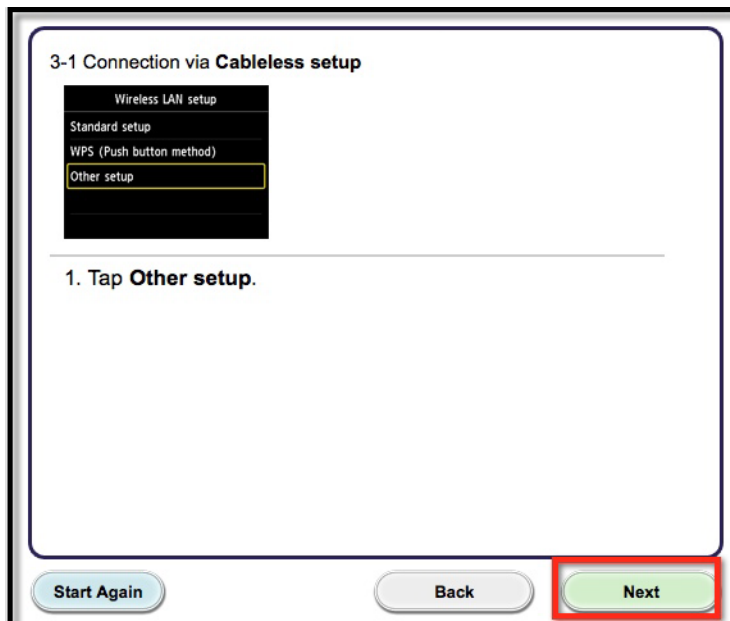 3-1 Connection via Cableless setup
Wireless LAN setup
Standard setup
WPS (Push button method)
Other setup
1. Tap Other setup.
Start Again
Back
Next